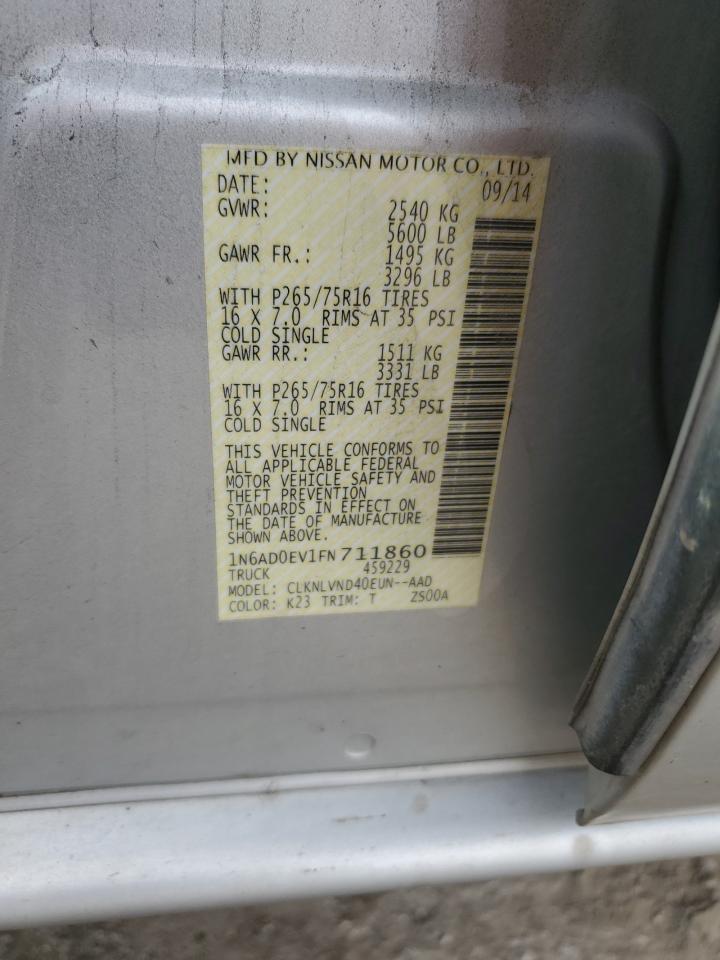 MFD BY NISSAN MOTOR CO., LTD.
DATE: 09/14
GVWR: 2540 KG
5600 LB
GAWR FR.: 1495 KG
3296 LB
WITH P265/75R16 TIRES
16 X 7.0 RIMS AT 35 PSI
COLD SINGLE
GAWR RR.: 1511 KG
3331 LB
WITH P265/75R16 TIRES
16 X 7.0 RIMS AT 35 PSI
COLD SINGLE
THIS VEHICLE CONFORMS TO
ALL APPLICABLE FEDERAL
MOTOR VEHICLE SAFETY AND
THEFT PREVENTION
STANDARDS IN EFFECT ON
THE DATE OF MANUFACTURE
SHOWN ABOVE.
1N6AD0EV1FN711860
TRUCK 459229
MODEL: CLKNLVND40EUN--AAD
COLOR: K23 TRIM: T ZS00A